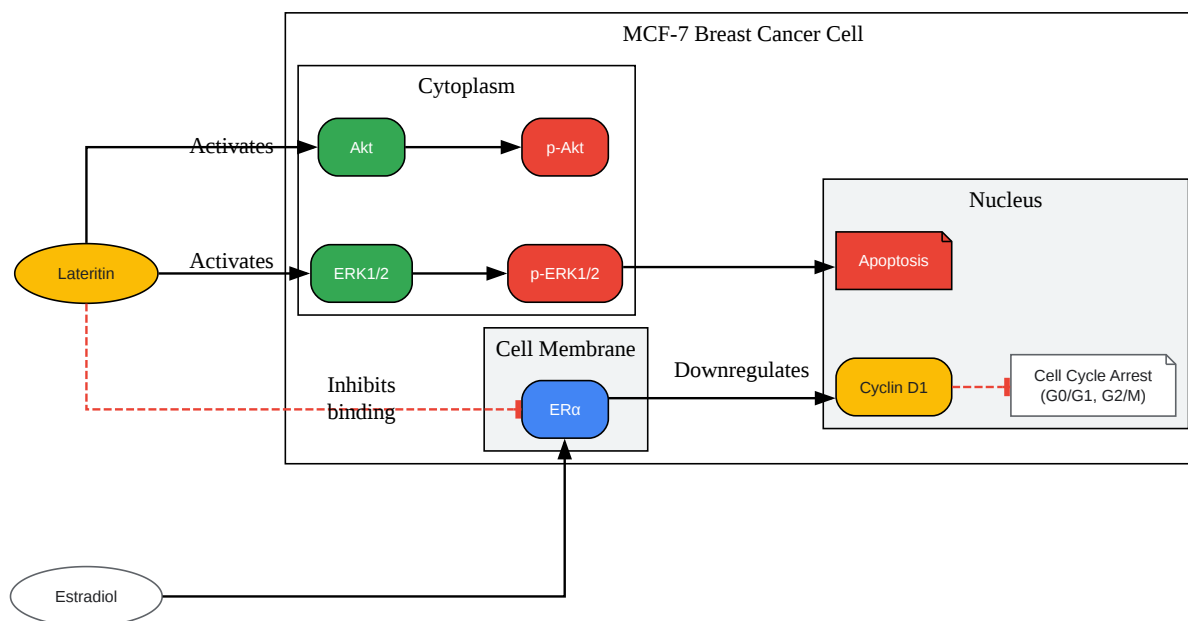 MCF-7 Breast Cancer Cell
Cytoplasm
Activates
Akt
p-Akt
Nucleus
Lateritin
Activates
ERK1/2
p-ERK1/2
Apoptosis
Cell Membrane
Downregulates
Inhibits
binding
ERα
Cyclin D1
Cell Cycle Arrest
(G0/G1, G2/M)
Estradiol